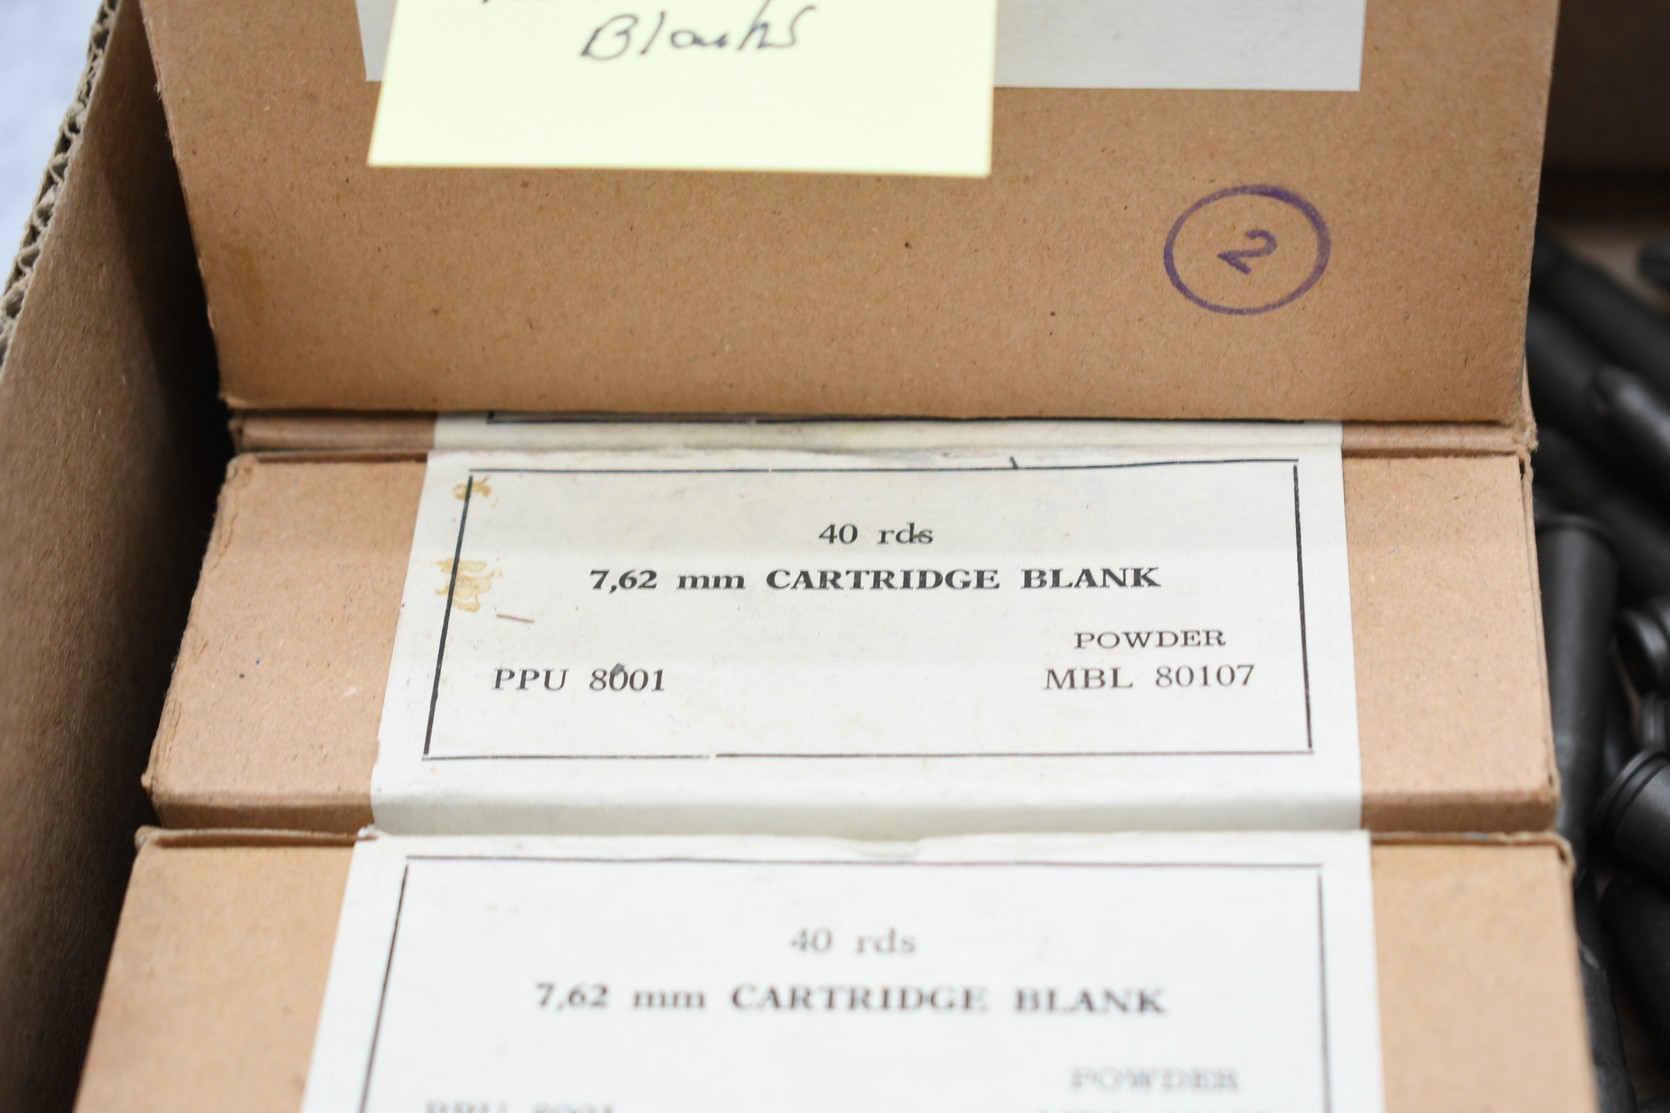 Blanks
2
40 rds
7,62 mm CARTRIDGE BLANK
POWDER
PPU 8001
MBL 80107
40 rds
7,62 mm CARTRIDGE BLANK
POWDER